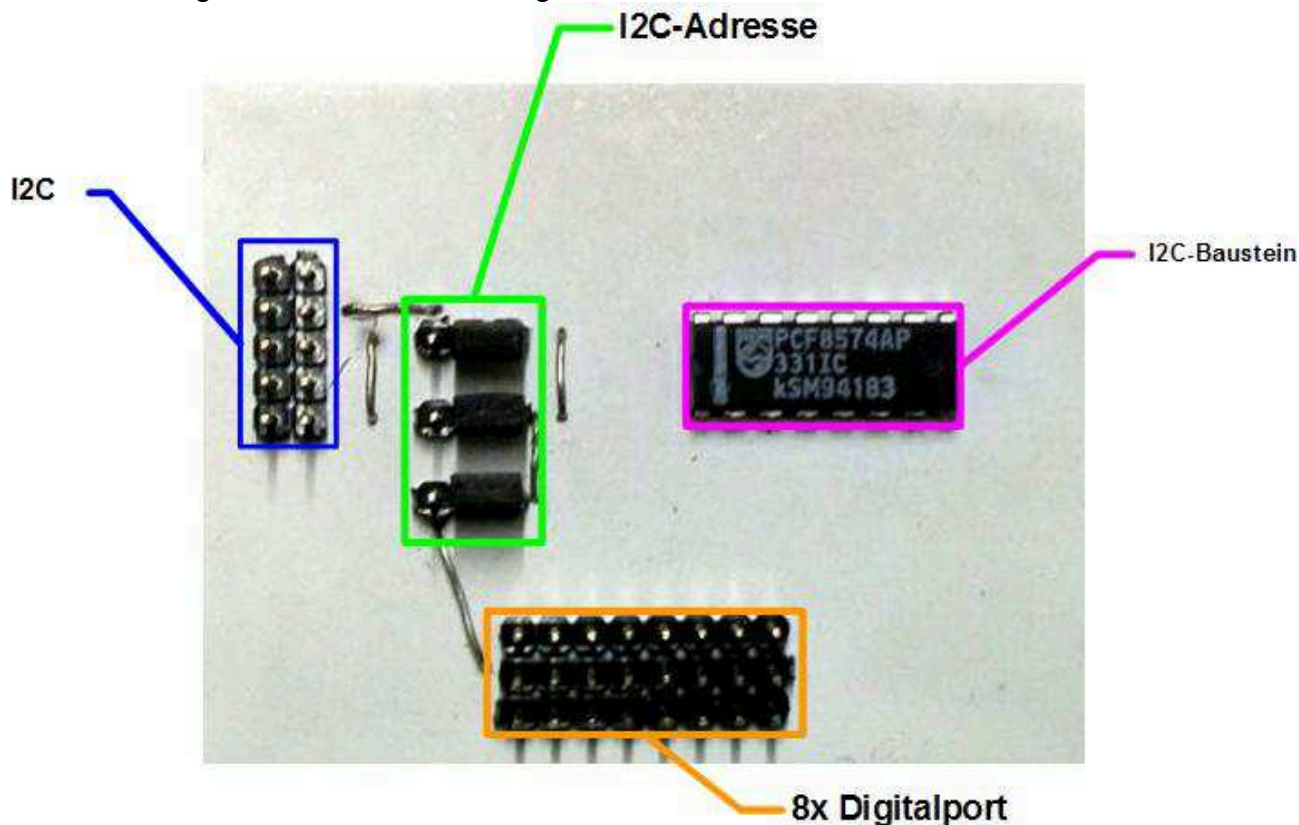 I2C-Adresse
I2C
I2C-Baustein
PCF8574AP
331IC
kSM94183
8x Digitalport